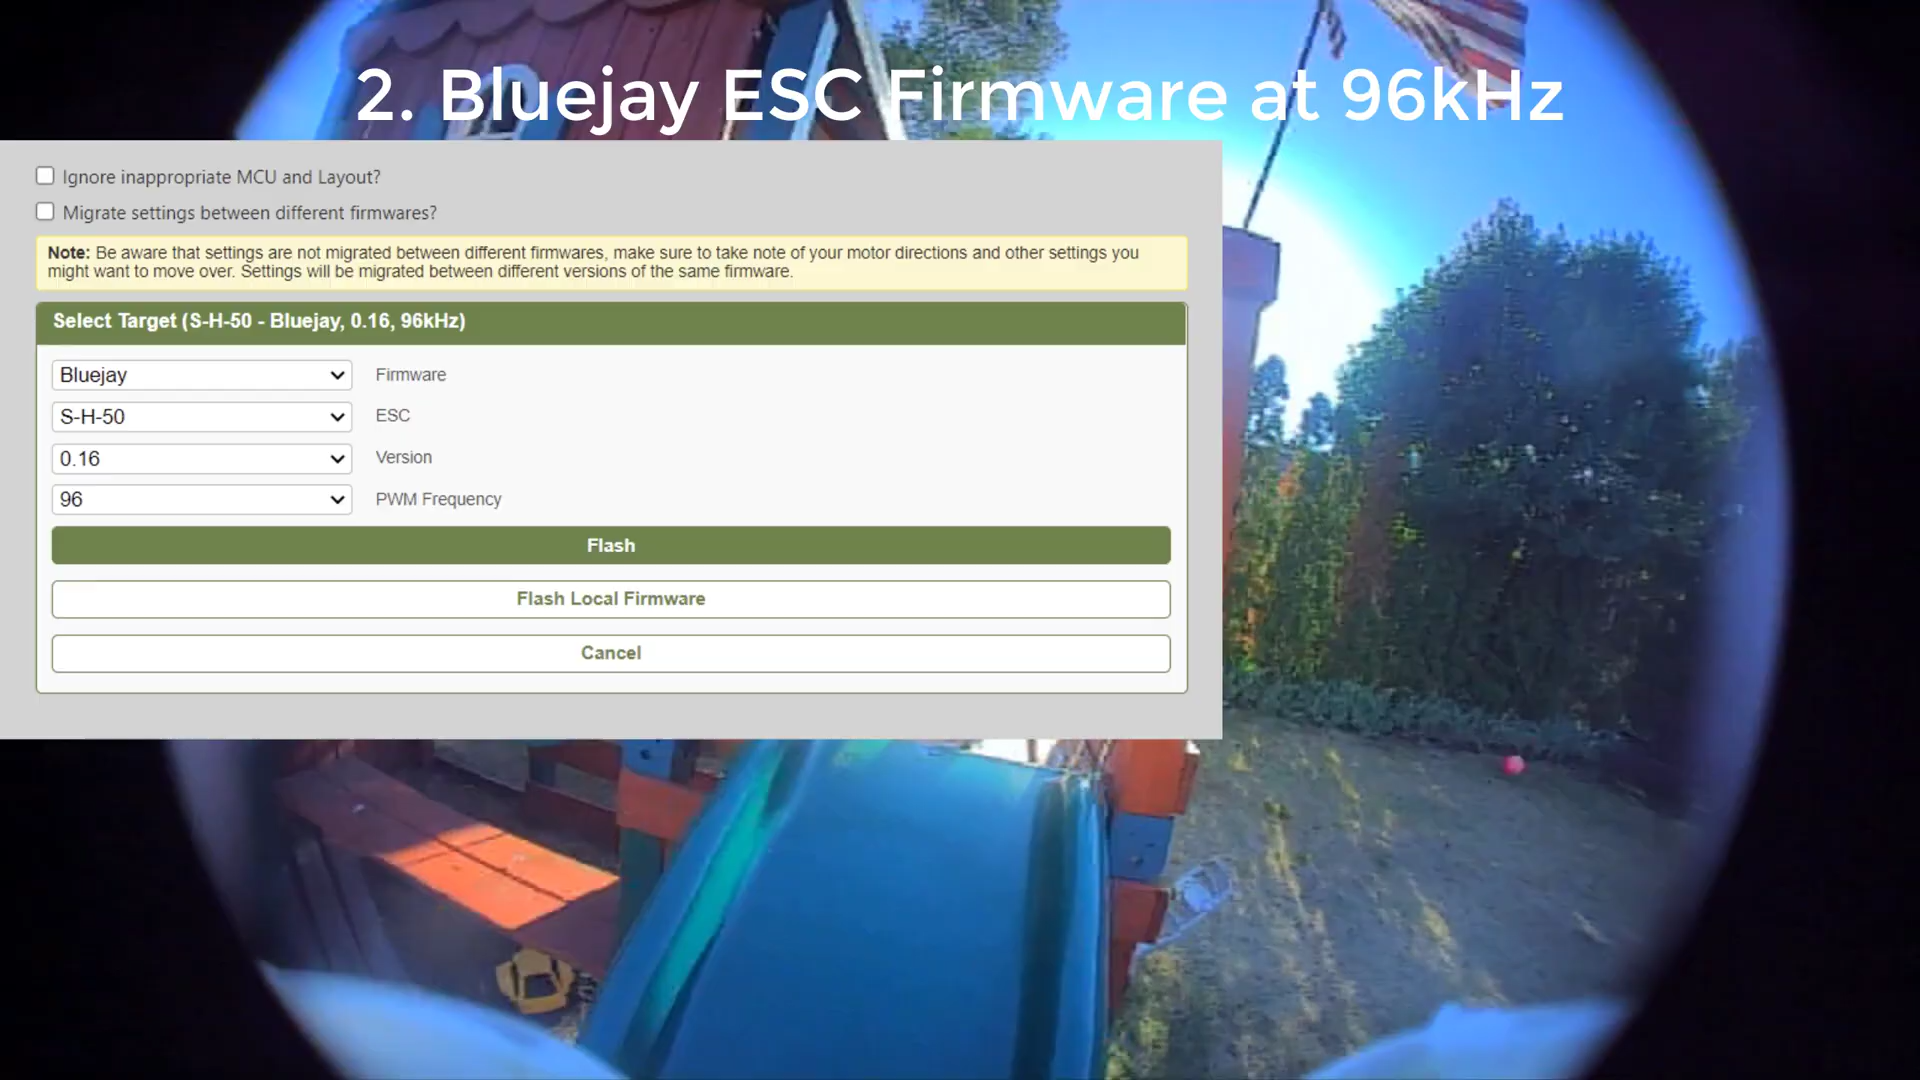 2. Bluejay ESC Firmware at 96kHz
Ignore inappropriate MCU and Layout?
Migrate settings between different firmwares?
Note: Be aware that settings are not migrated between different firmwares, make sure to take note of your motor directions and other settings you
might want to move over. Settings will be migrated between different versions of the same firmware.
Select Target (S-H-50 - Bluejay, 0.16, 96kHz)
Bluejay Firmware
S-H-50 ESC
0.16 Version
96 PWM Frequency
Flash
Flash Local Firmware
Cancel